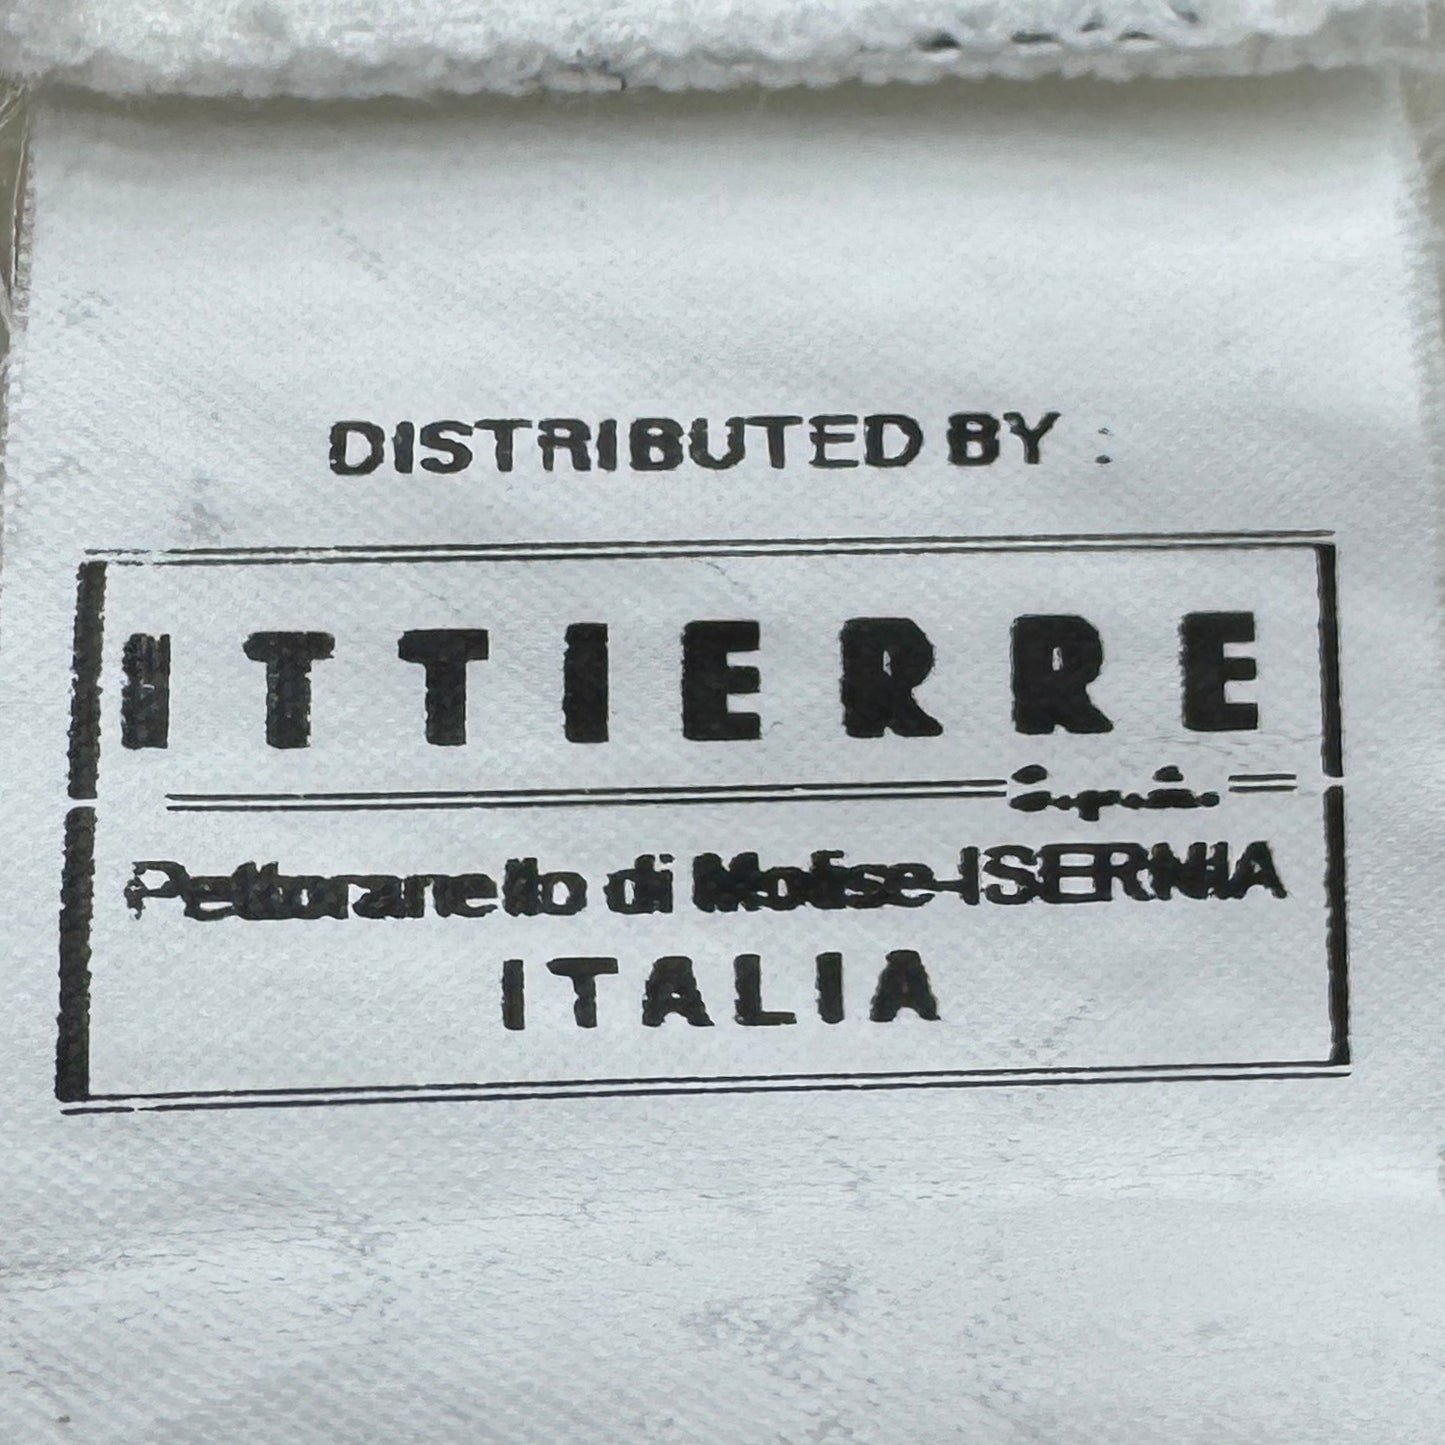 DISTRIBUTED BY :
ITTIERRE
Pettoranello di Molise-ISERNIA
ITALIA